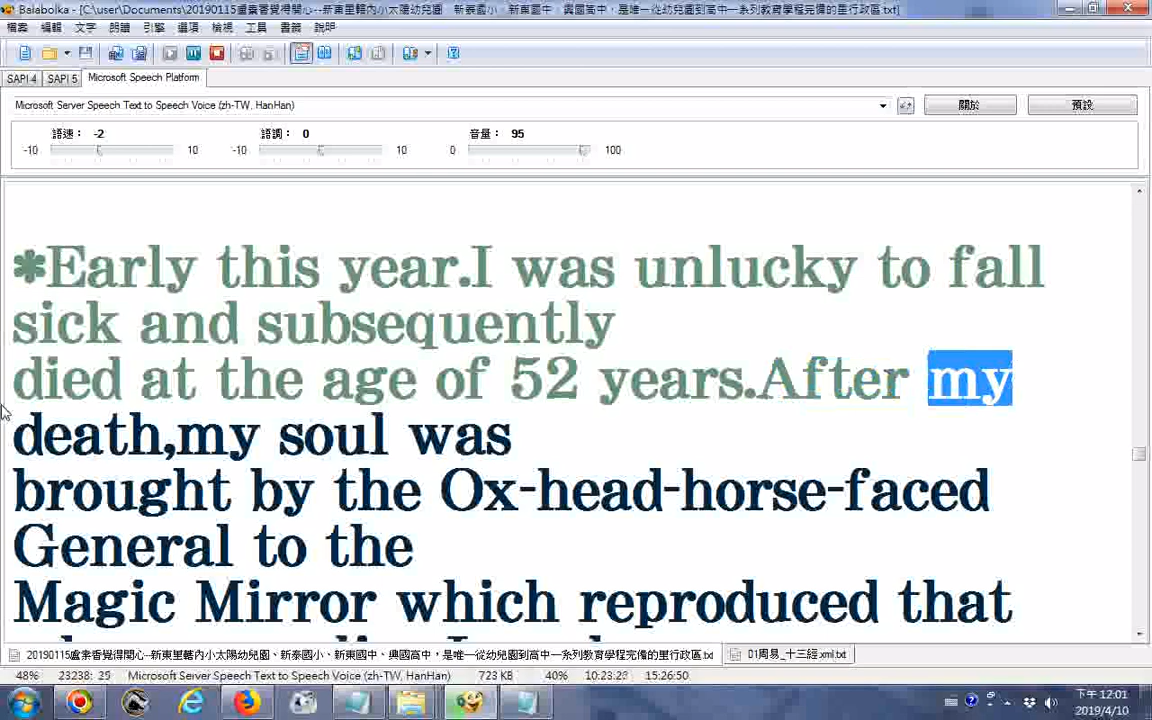 Balabolka - [C:\user\Documents\20190115盧素香覺得開心--新東里轄內小太陽幼兒園、新泰國小、新東國中、興國高中，是唯一從幼兒園到高中一系列教育學程完備的里行政區.txt]
檔案 編輯 文字 朗讀 引擎 選項 檢視 工具 書籤 說明
SAPI 4 SAPI 5 Microsoft Speech Platform
Microsoft Server Speech Text to Speech Voice (zh-TW, HanHan) 關於 預設
語速： -2 語調： 0 音量： 95
-10 10 -10 10 0 100
*Early this year.I was unlucky to fall
sick and subsequently
died at the age of 52 years.After my
death,my soul was
brought by the Ox-head-horse-faced
General to the
Magic Mirror which reproduced that
20190115盧素香覺得開心--新東里轄內小太陽幼兒園、新泰國小、新東國中、興國高中，是唯一從幼兒園到高中一系列教育學程完備的里行政區.txt 01周易_十三經.xml.txt
48% 23238: 25 Microsoft Server Speech Text to Speech Voice (zh-TW, HanHan) 723 KB 40% 10:23:23 15:26:50
下午 12:01
2019/4/10